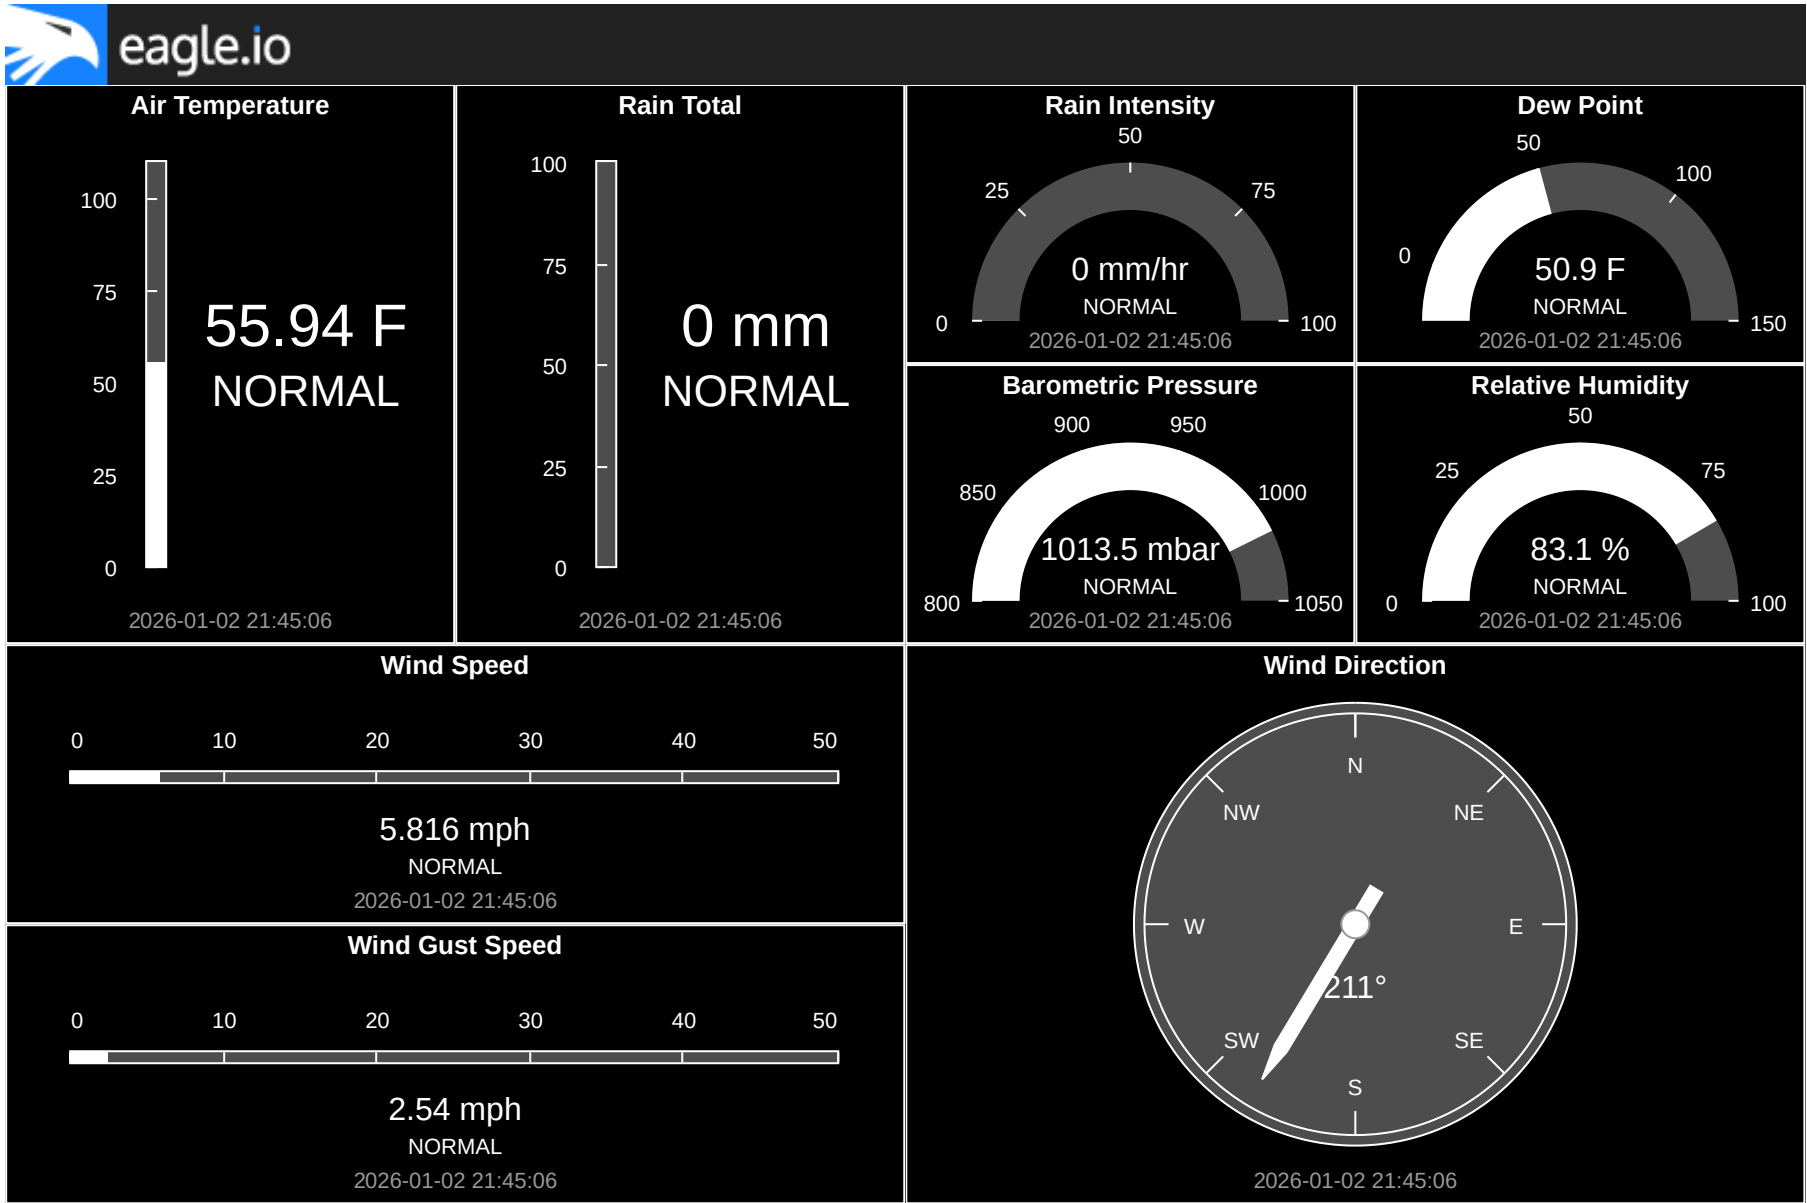 eagle.io
Air Temperature
100
75
50
25
0
55.94 F
NORMAL
2026-01-02 21:45:06
Rain Total
100
75
50
25
0
0 mm
NORMAL
2026-01-02 21:45:06
Rain Intensity
50
25
75
0
100
0 mm/hr
NORMAL
2026-01-02 21:45:06
Dew Point
50
100
0
150
50.9 F
NORMAL
2026-01-02 21:45:06
Barometric Pressure
900
950
850
1000
800
1050
1013.5 mbar
NORMAL
2026-01-02 21:45:06
Relative Humidity
50
25
75
0
100
83.1 %
NORMAL
2026-01-02 21:45:06
Wind Speed
0 10 20 30 40 50
5.816 mph
NORMAL
2026-01-02 21:45:06
Wind Gust Speed
0 10 20 30 40 50
2.54 mph
NORMAL
2026-01-02 21:45:06
Wind Direction
N
NW
NE
W
E
211°
SW
SE
S
2026-01-02 21:45:06